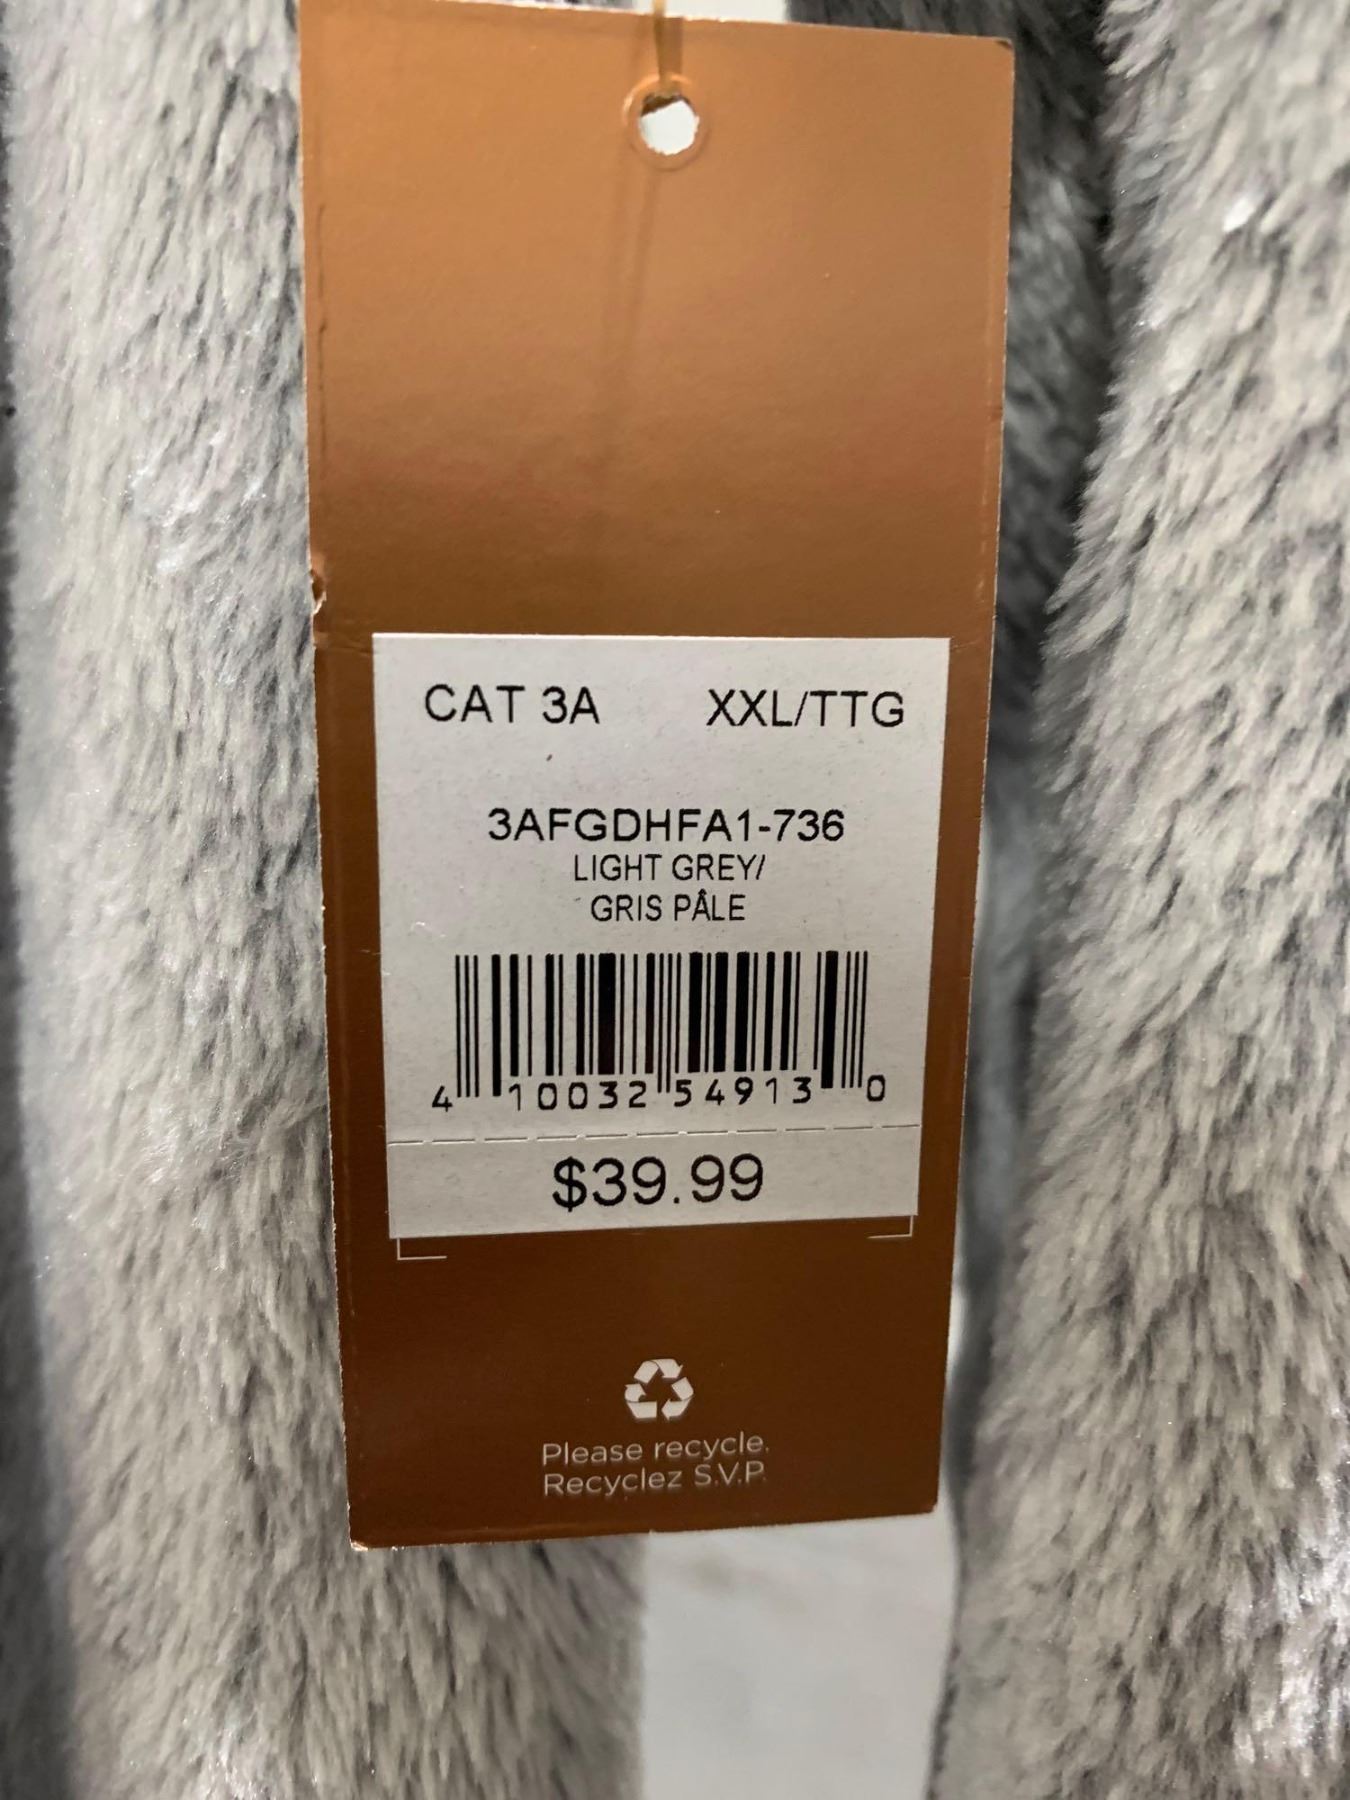 CAT 3A XXL/TTG
3AFGDHFA1-736
LIGHT GREY/
GRIS PÂLE
4 10032 54913 0
$39.99
Please recycle.
Recyclez S.V.P.